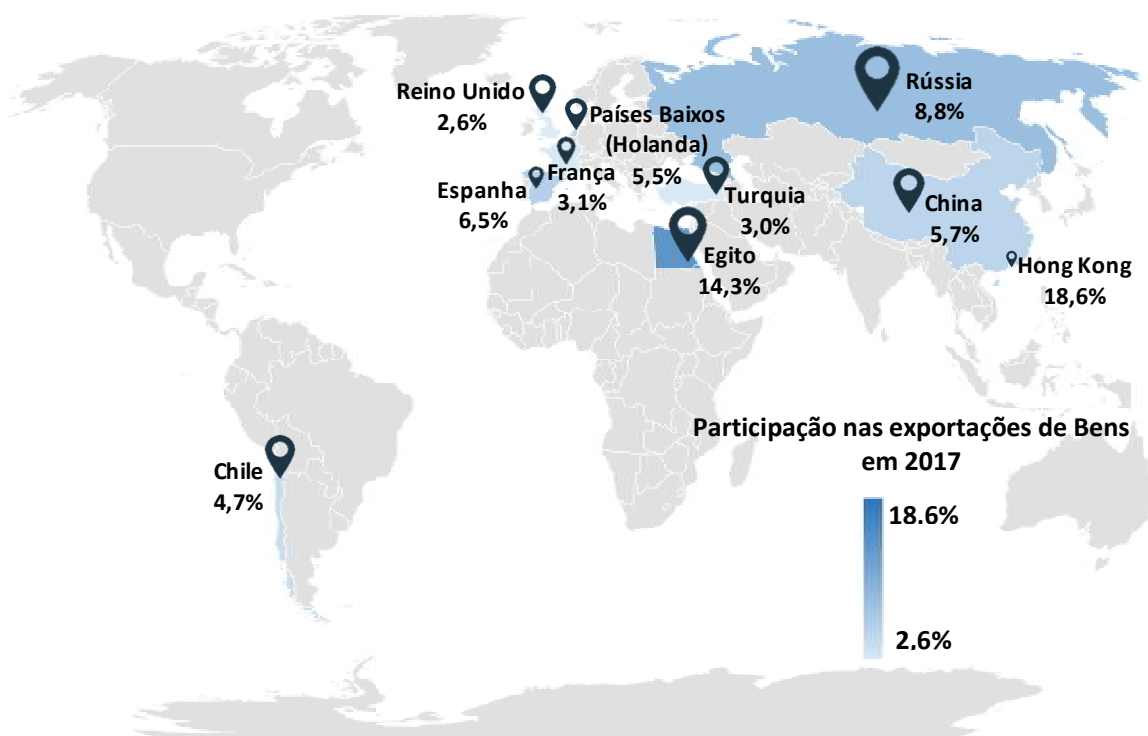 Reino Unido
2,6%
Países Baixos
(Holanda)
5,5%
Rússia
8,8%
Espanha
6,5%
França
3,1%
Turquia
3,0%
China
5,7%
Egito
14,3%
Hong Kong
18,6%
Chile
4,7%
Participação nas exportações de Bens
em 2017
18.6%
2,6%